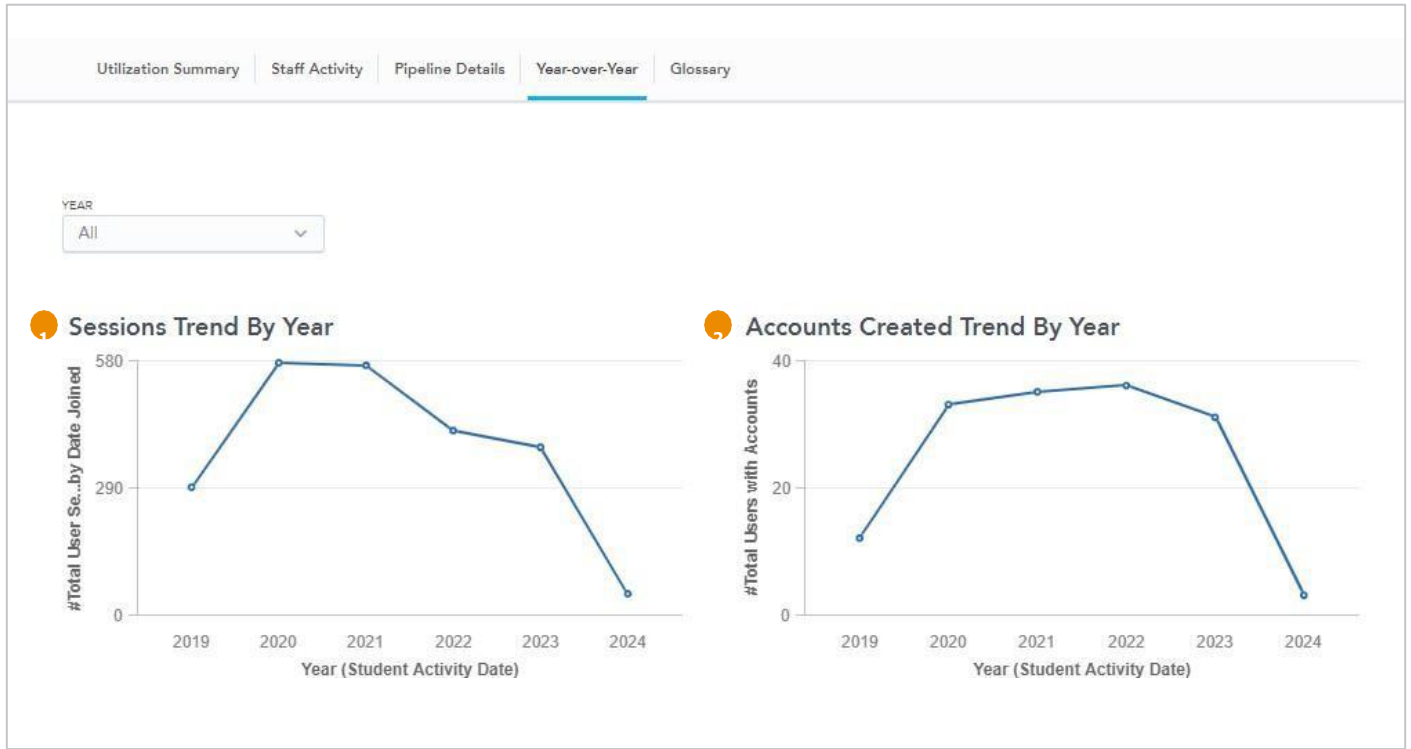 Utilization Summary Staff Activity Pipeline Details Year-over-Year Glossary
YEAR
All
1 Sessions Trend By Year
580
290
0
#Total User Se...by Date Joined
2019 2020 2021 2022 2023 2024
Year (Student Activity Date)
2 Accounts Created Trend By Year
40
20
0
#Total Users with Accounts
2019 2020 2021 2022 2023 2024
Year (Student Activity Date)